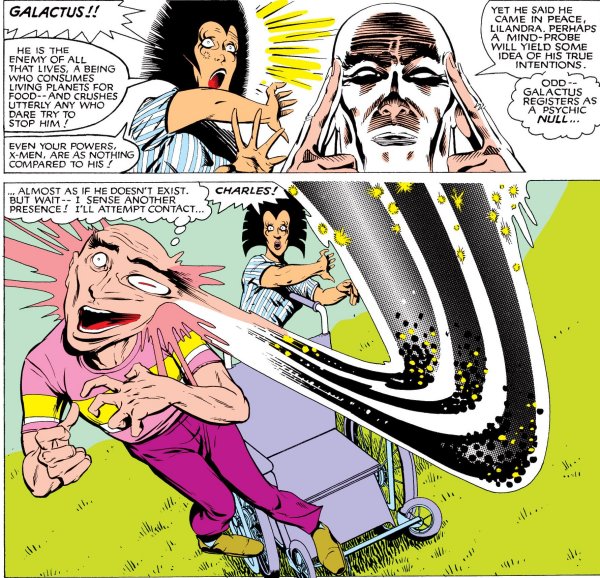 GALACTUS!!
HE IS THE
ENEMY OF ALL
THAT LIVES, A BEING
WHO CONSUMES
LIVING PLANETS FOR
FOOD--AND CRUSHES
UTTERLY ANY WHO
DARE TRY TO
STOP HIM!
EVEN YOUR POWERS,
X-MEN, ARE AS NOTHING
COMPARED TO HIS!
YET HE SAID HE
CAME IN PEACE,
LILANDRA. PERHAPS
A MIND-PROBE
WILL YIELD SOME
IDEA OF HIS TRUE
INTENTIONS.
ODD--
GALACTUS
REGISTERS AS
A PSYCHIC
NULL...
... ALMOST AS IF HE DOESN'T EXIST.
BUT WAIT-- I SENSE ANOTHER
PRESENCE! I'LL ATTEMPT CONTACT...
CHARLES!